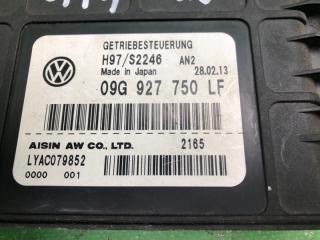 GETRIEBESTEUERUNG
H97/S2246 AN2
Made in Japan 28.02.13
09G 927 750 LF
AISIN AW CO., LTD. 2165
LYAC079852
0000 001